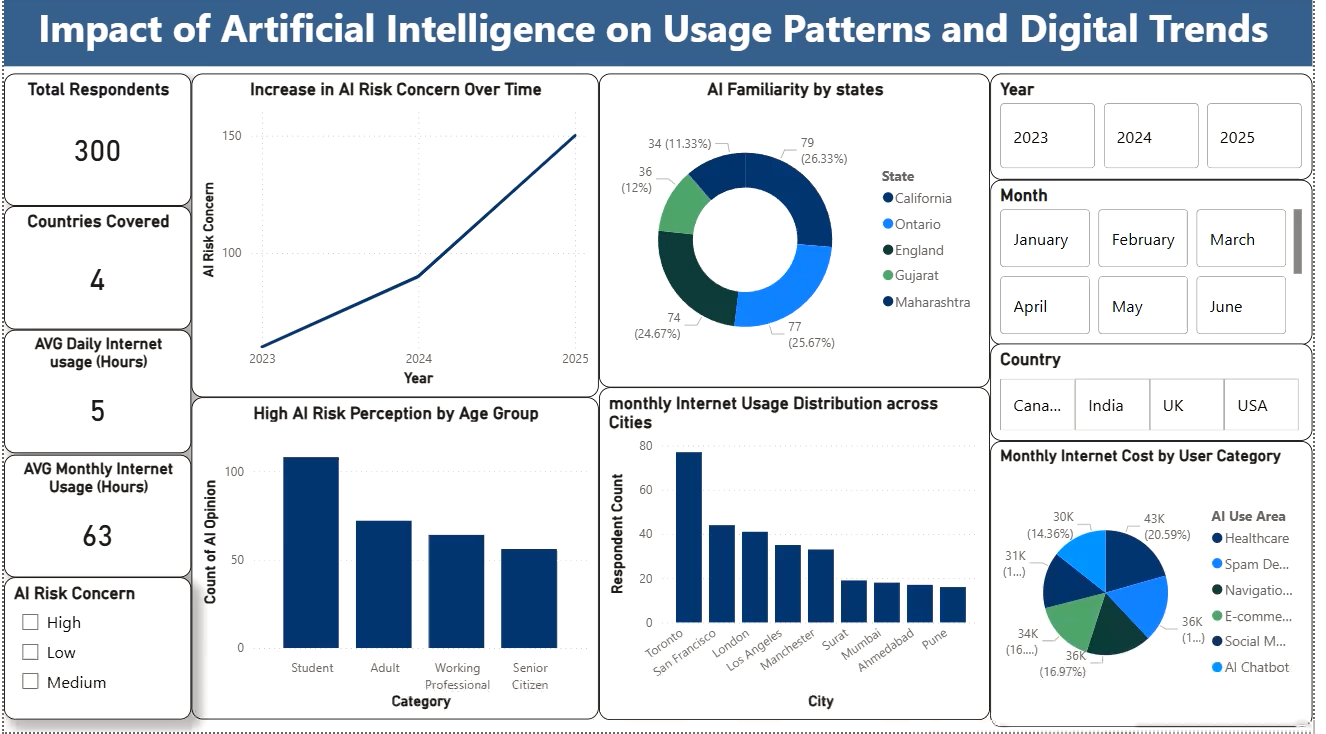 Impact of Artificial Intelligence on Usage Patterns and Digital Trends
Total Respondents
300
Countries Covered
4
AVG Daily Internet
usage (Hours)
5
AVG Monthly Internet
Usage (Hours)
63
AI Risk Concern
High
Low
Medium
Increase in AI Risk Concern Over Time
AI Risk Concern
150
100
2023
2024
2025
Year
High AI Risk Perception by Age Group
Count of AI Opinion
100
50
0
Student
Adult
Working
Professional
Senior
Citizen
Category
AI Familiarity by states
34 (11.33%)
79
(26.33%)
36
(12%)
74
(24.67%)
77
(25.67%)
State
California
Ontario
England
Gujarat
Maharashtra
monthly Internet Usage Distribution across
Cities
Respondent Count
80
60
40
20
0
Toronto
San Francisco
London
Los Angeles
Manchester
Surat
Mumbai
Ahmedabad
Pune
City
Year
2023
2024
2025
Month
January
February
March
April
May
June
Country
Cana...
India
UK
USA
Monthly Internet Cost by User Category
30K
(14.36%)
43K
(20.59%)
31K
(1...)
36K
(1...)
34K
(16....)
36K
(16.97%)
AI Use Area
Healthcare
Spam De...
Navigatio...
E-comme...
Social M...
AI Chatbot